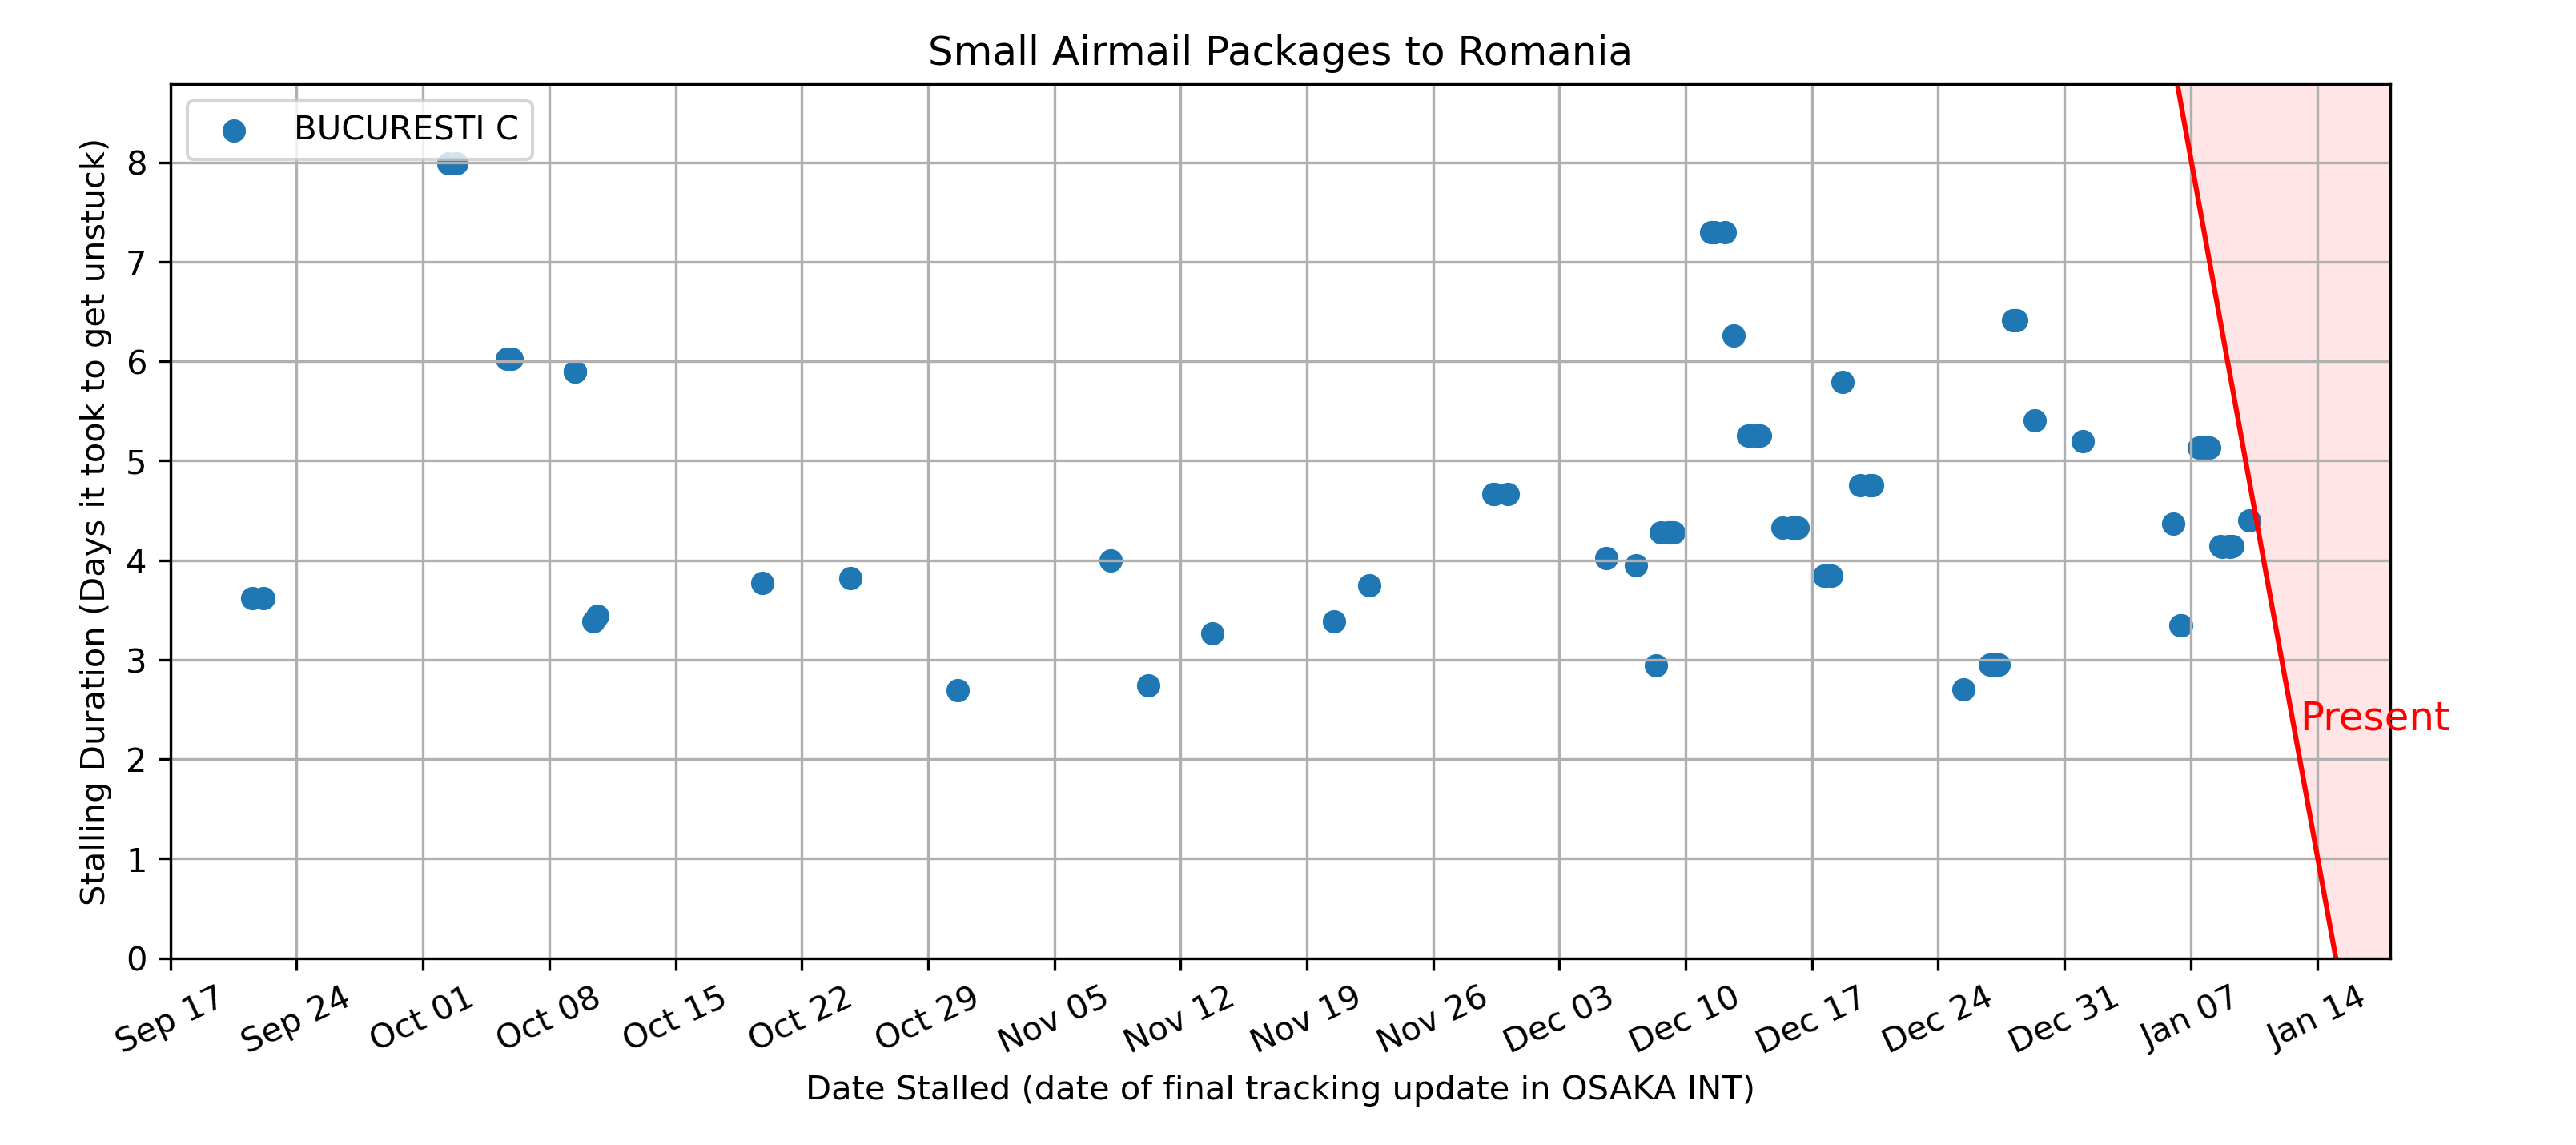 Small Airmail Packages to Romania
BUCURESTI C
Stalling Duration (Days it took to get unstuck)
8
7
6
5
4
3
2
1
0
Present
Sep 17
Sep 24
Oct 01
Oct 08
Oct 15
Oct 22
Oct 29
Nov 05
Nov 12
Nov 19
Nov 26
Dec 03
Dec 10
Dec 17
Dec 24
Dec 31
Jan 07
Jan 14
Date Stalled (date of final tracking update in OSAKA INT)